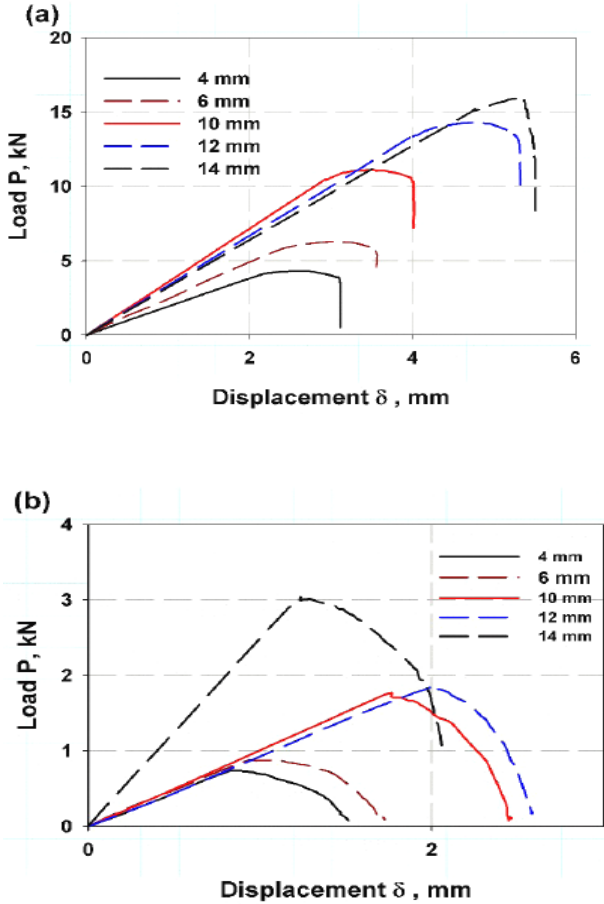 (a)
20
15
10
5
0
Load P, kN
4 mm
6 mm
10 mm
12 mm
14 mm
0 2 4 6
Displacement δ , mm
(b)
4
3
2
1
0
Load P, kN
4 mm
6 mm
10 mm
12 mm
14 mm
0 2
Displacement δ , mm